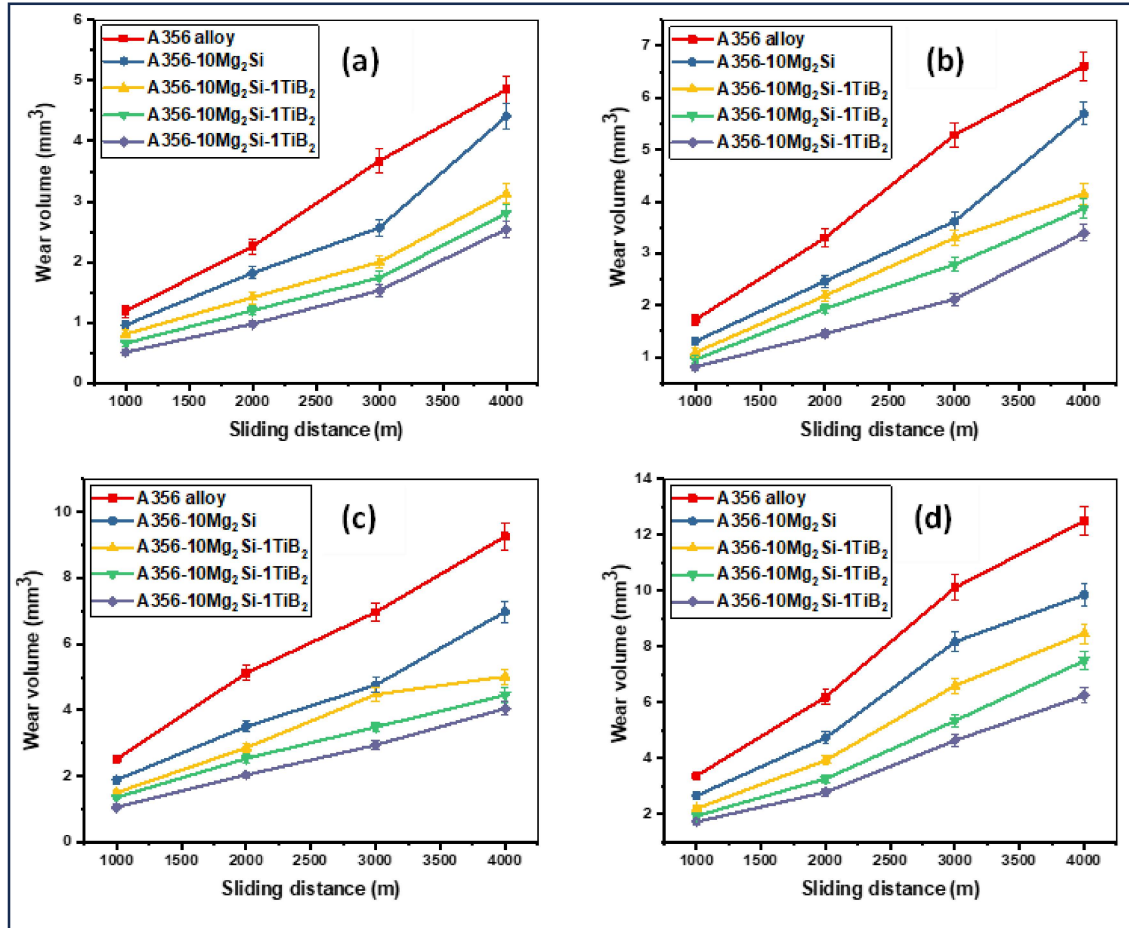 6
5
4
3
2
1
0
Wear volume (mm³)
A356 alloy
A356-10Mg₂Si
A356-10Mg₂Si-1TiB₂
A356-10Mg₂Si-1TiB₂
A356-10Mg₂Si-1TiB₂
(a)
1000 1500 2000 2500 3000 3500 4000
Sliding distance (m)
7
6
5
4
3
2
1
Wear volume (mm³)
A356 alloy
A356-10Mg₂Si
A356-10Mg₂Si-1TiB₂
A356-10Mg₂Si-1TiB₂
A356-10Mg₂Si-1TiB₂
(b)
1000 1500 2000 2500 3000 3500 4000
Sliding distance (m)
10
8
6
4
2
0
Wear volume (mm³)
A356 alloy
A356-10Mg₂Si
A356-10Mg₂Si-1TiB₂
A356-10Mg₂Si-1TiB₂
A356-10Mg₂Si-1TiB₂
(c)
1000 1500 2000 2500 3000 3500 4000
Sliding distance (m)
14
12
10
8
6
4
2
Wear volume (mm³)
A356 alloy
A356-10Mg₂Si
A356-10Mg₂Si-1TiB₂
A356-10Mg₂Si-1TiB₂
A356-10Mg₂Si-1TiB₂
(d)
1000 1500 2000 2500 3000 3500 4000
Sliding distance (m)